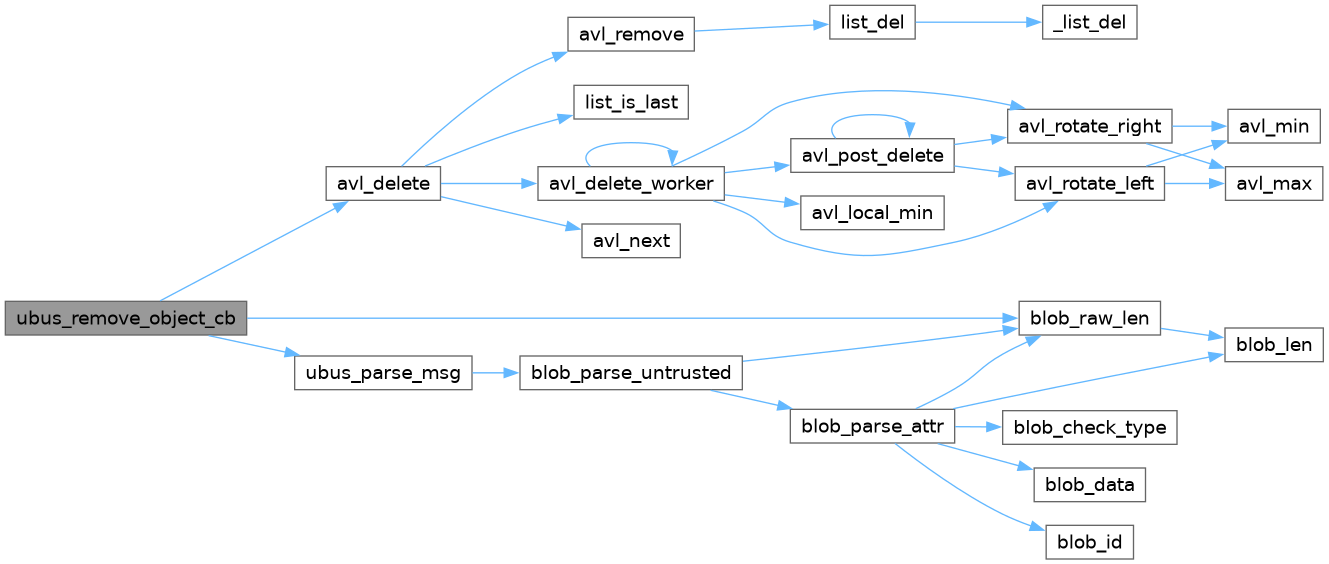 avl_remove
list_del
_list_del
list_is_last
avl_rotate_right
avl_min
avl_post_delete
avl_delete
avl_delete_worker
avl_rotate_left
avl_max
avl_local_min
avl_next
ubus_remove_object_cb
blob_raw_len
blob_len
ubus_parse_msg
blob_parse_untrusted
blob_parse_attr
blob_check_type
blob_data
blob_id